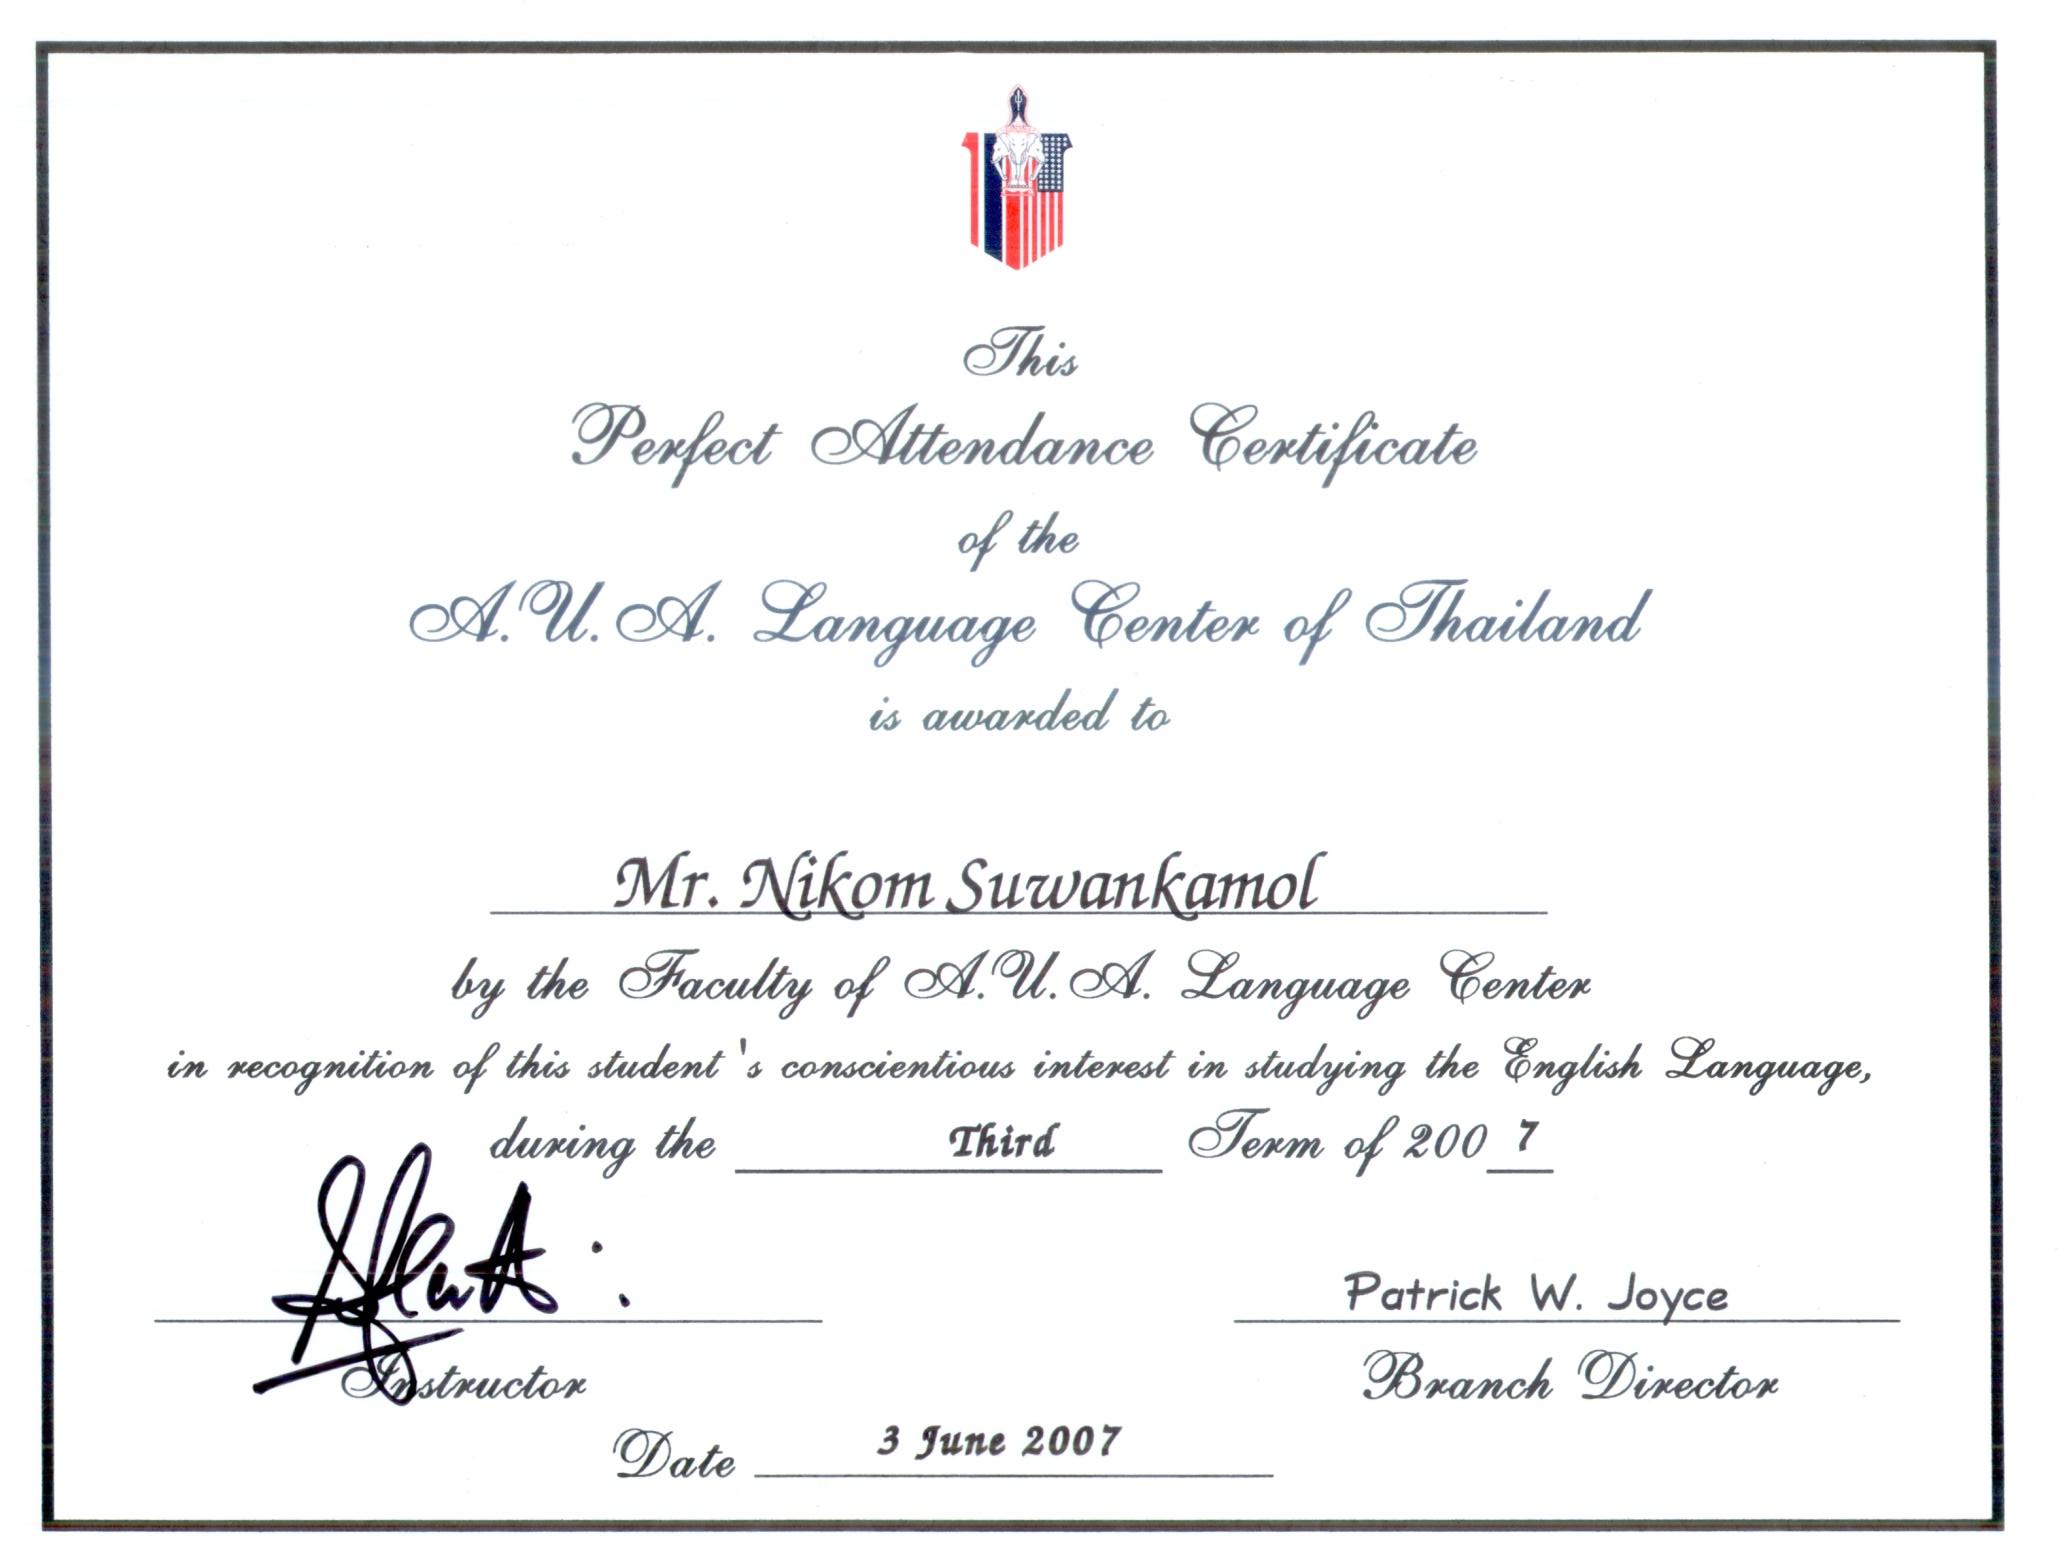 This
Perfect Attendance Certificate
of the
A.U.A. Language Center of Thailand
is awarded to
Mr. Nikom Suwankamol
by the Faculty of A.U.A. Language Center
in recognition of this student's conscientious interest in studying the English Language,
during the Third Term of 2007
Patrick W. Joyce
Instructor Branch Director
Date 3 June 2007